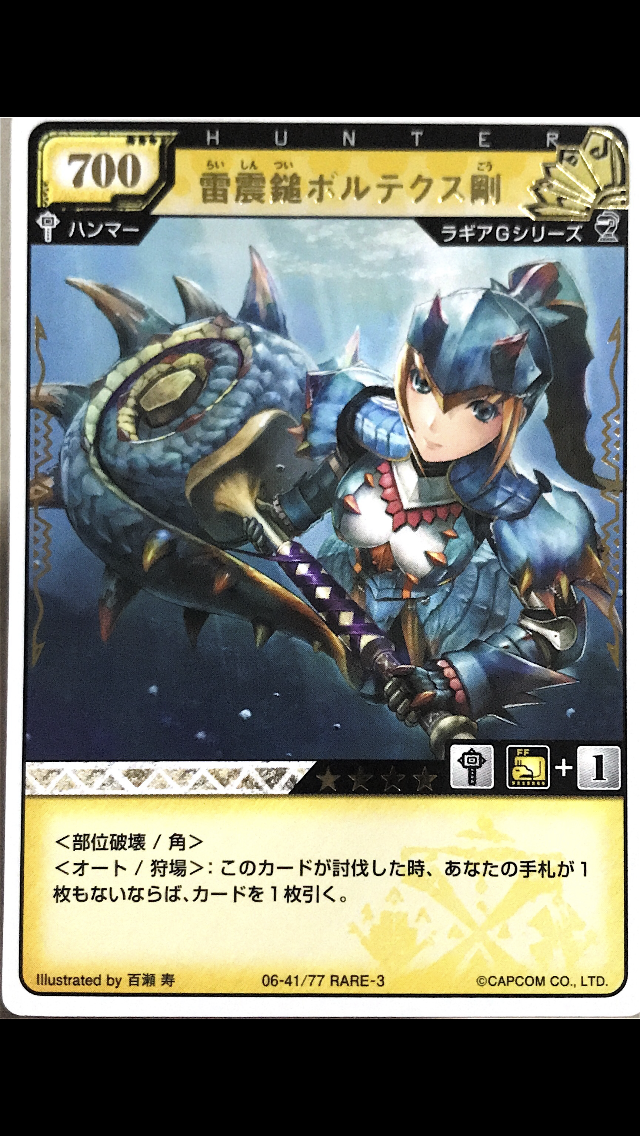 HUNTER
700
らいしんつい ごう
雷震鎚ボルテクス剛
ハンマー
ラギアGシリーズ
FF
+1
<部位破壊 / 角>
<オート / 狩場>:このカードが討伐した時、あなたの手札が1
枚もないならば、カードを1枚引く。
Illustrated by 百瀬 寿
06-41/77 RARE-3
©CAPCOM CO., LTD.